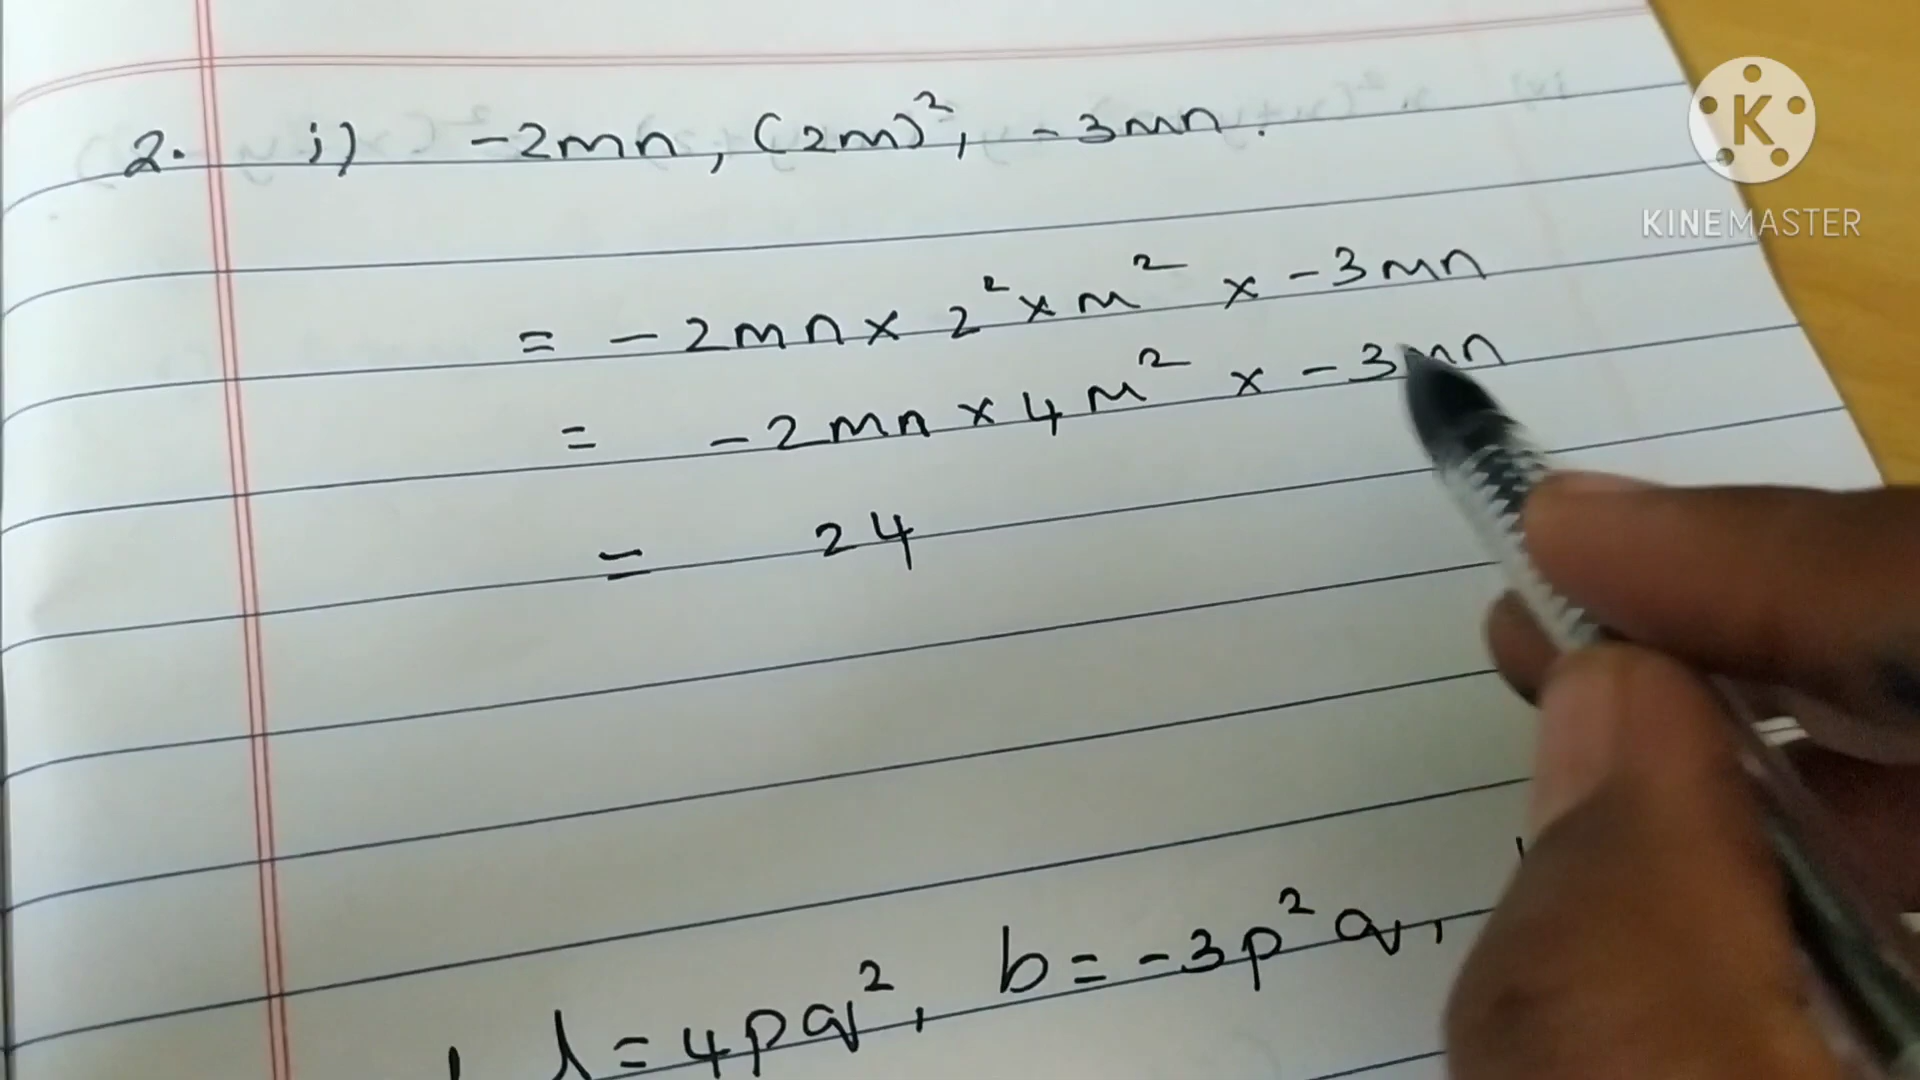 2. i) -2mn, (2m)², -3mn.
= -2mn × 2² × m² × -3mn
= -2mn × 4m² × -3mn
= 24
l = 4pq², b = -3p²q,
K
KINEMASTER